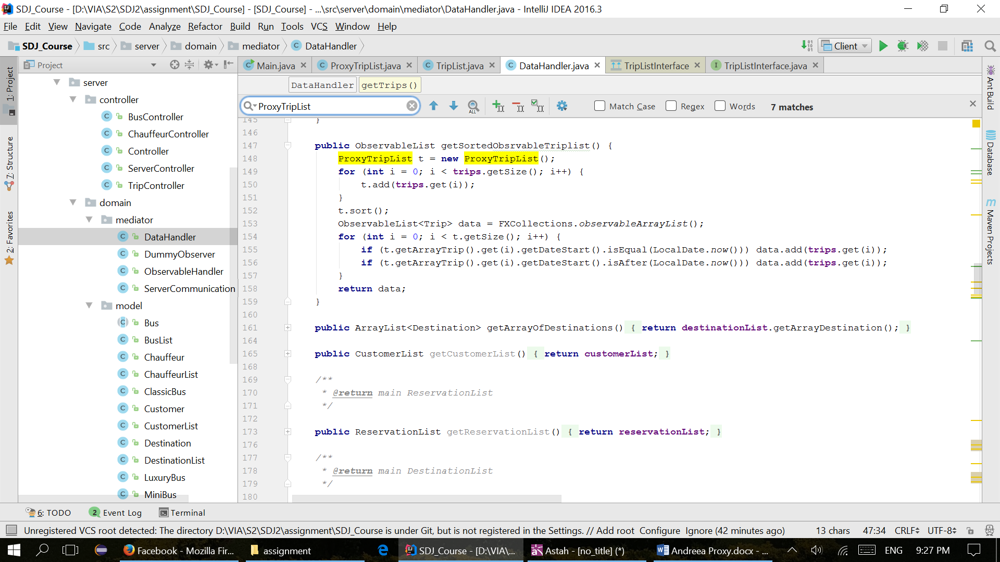 SDJ_Course - [D:\VIA\S2\SDJ2\assignment\SDJ_Course] - [SDJ_Course] - ...\src\server\domain\mediator\DataHandler.java - IntelliJ IDEA 2016.3
File Edit View Navigate Code Analyze Refactor Build Run Tools VCS Window Help
SDJ_Course src server domain mediator DataHandler Client
Project
Main.java ProxyTripList.java TripList.java DataHandler.java TripListInterface TripListInterface.java
DataHandler getTrips()
ProxyTripList ALL Match Case Regex Words 7 matches
1: Project
7: Structure
2: Favorites
server
controller
BusController
ChauffeurController
Controller
ServerController
TripController
domain
mediator
DataHandler
DummyObserver
ObservableHandler
ServerCommunication
model
Bus
BusList
Chauffeur
ChauffeurList
ClassicBus
Customer
CustomerList
Destination
DestinationList
LuxuryBus
MiniBus
145 }
146
147 public ObservableList getSortedObsrvableTriplist() {
148 ProxyTripList t = new ProxyTripList();
149 for (int i = 0; i < trips.getSize(); i++) {
150 t.add(trips.get(i));
151 }
152 t.sort();
153 ObservableList<Trip> data = FXCollections.observableArrayList();
154 for (int i = 0; i < t.getSize(); i++) {
155 if (t.getArrayTrip().get(i).getDateStart().isEqual(LocalDate.now())) data.add(trips.get(i));
156 if (t.getArrayTrip().get(i).getDateStart().isAfter(LocalDate.now())) data.add(trips.get(i));
157 }
158 return data;
159 }
160
161 public ArrayList<Destination> getArrayOfDestinations() { return destinationList.getArrayDestination(); }
164
165 public CustomerList getCustomerList() { return customerList; }
168
169 /**
170 * @return main ReservationList
171 */
172
173 public ReservationList getReservationList() { return reservationList; }
176
177 /**
178 * @return main DestinationList
179 */
180
Ant Build
Database
Maven Projects
6: TODO 2 Event Log Terminal
Unregistered VCS root detected: The directory D:\VIA\S2\SDJ2\assignment\SDJ_Course is under Git, but is not registered in the Settings. // Add root Configure Ignore (42 minutes ago) 13 chars 47:34 CRLF UTF-8
Facebook - Mozilla Fir... assignment SDJ_Course - [D:\VIA\... Astah - [no_title] (*) Andreea Proxy.docx - ... ENG 9:27 PM